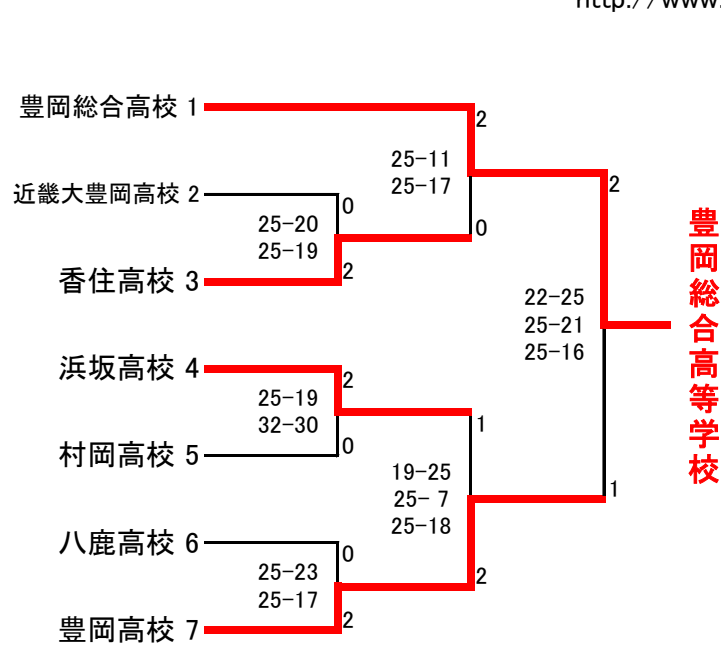 http://www.
豊岡総合高校 1
2
25-11
25-17
近畿大豊岡高校 2
0
25-20
25-19
0
2
香住高校 3
2
22-25
25-21
25-16
豊岡総合高等学校
浜坂高校 4
2
25-19
32-30
1
村岡高校 5
0
19-25
25- 7
25-18
1
八鹿高校 6
0
25-23
25-17
2
豊岡高校 7
2